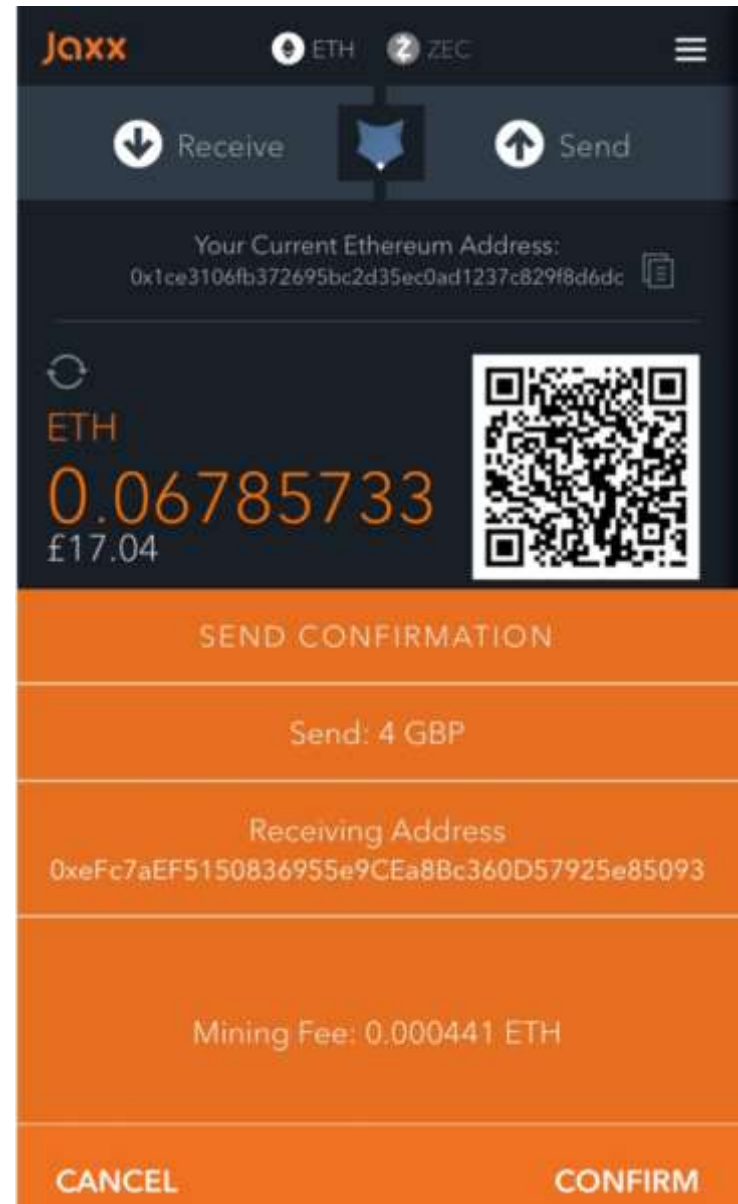 Jaxx ETH ZEC
Receive Send
Your Current Ethereum Address:
0x1ce3106fb372695bc2d35ec0ad1237c829f8d6dc
ETH
0.06785733
£17.04
SEND CONFIRMATION
Send: 4 GBP
Receiving Address
0xeFc7aEF5150836955e9CEa8Bc360D57925e85093
Mining Fee: 0.000441 ETH
CANCEL CONFIRM